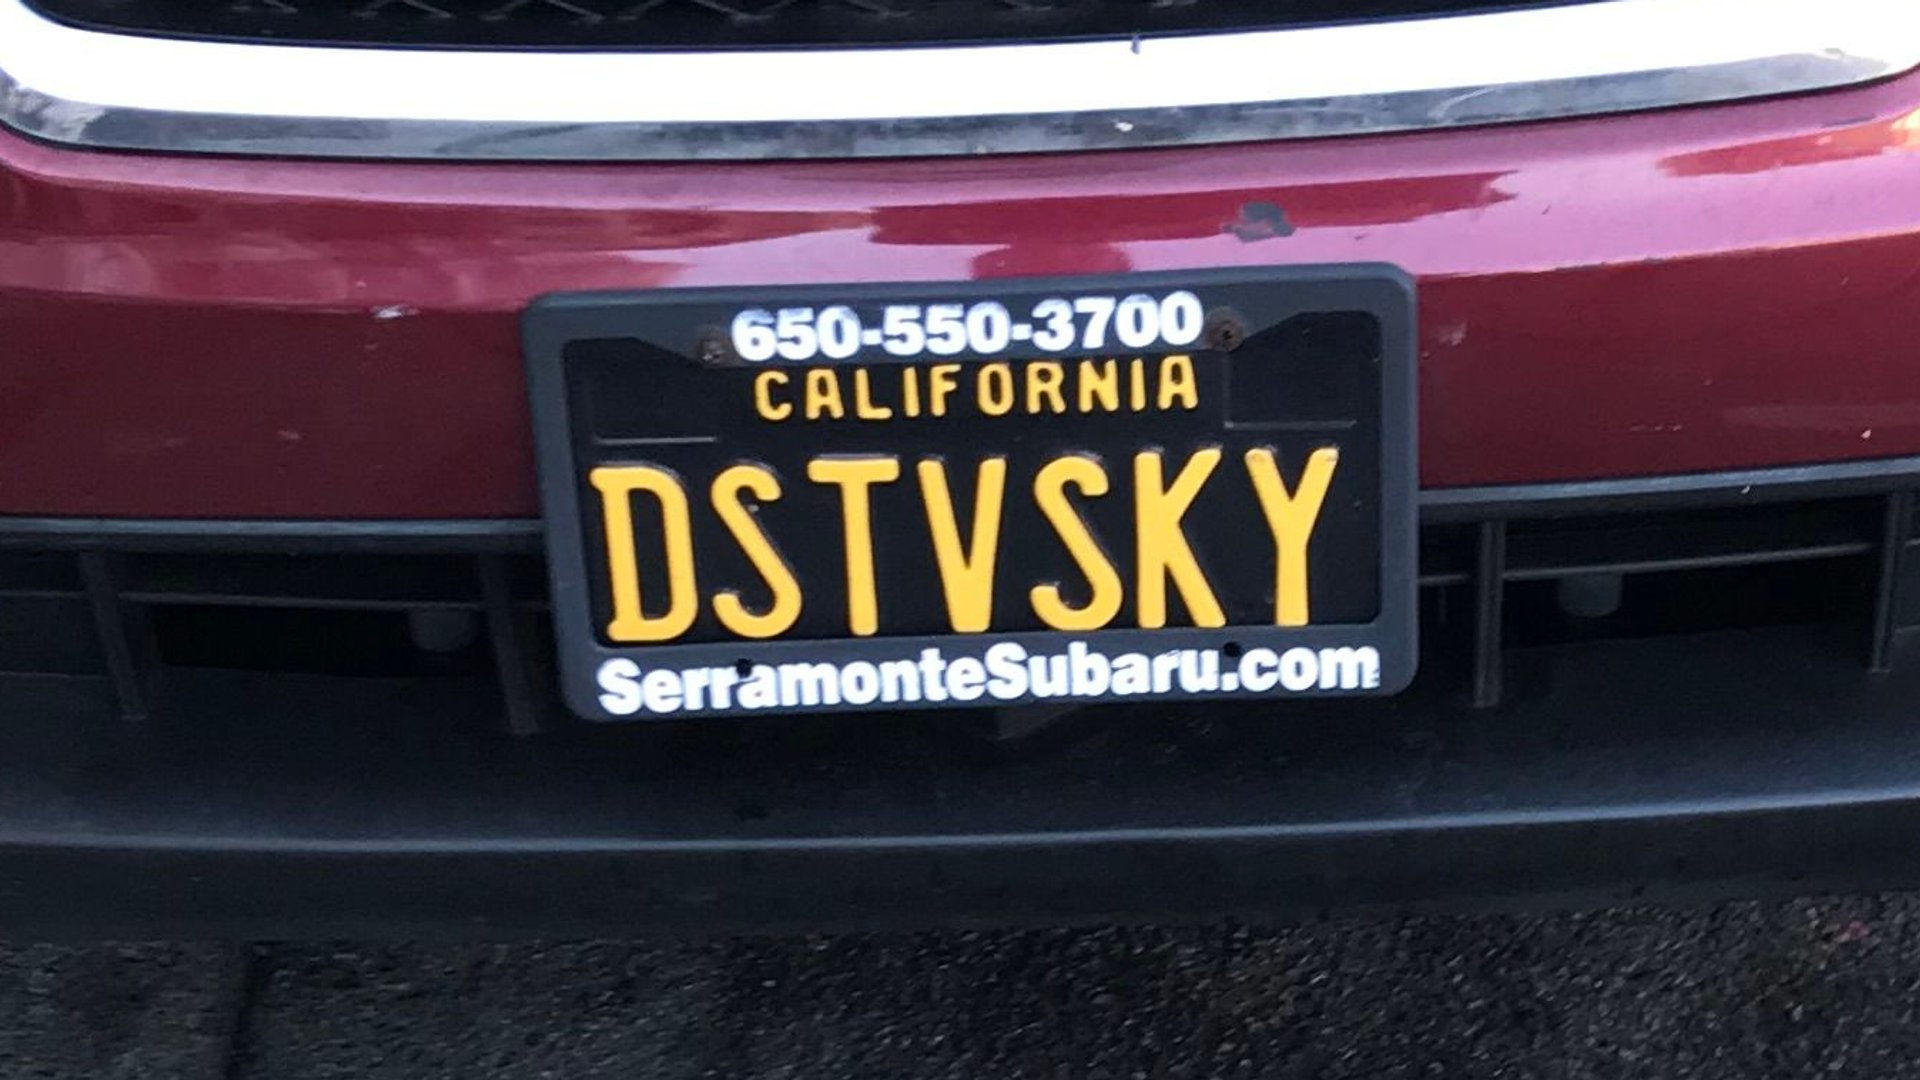 650-550-3700
CALIFORNIA
DSTVSKY
SerramonteSubaru.com